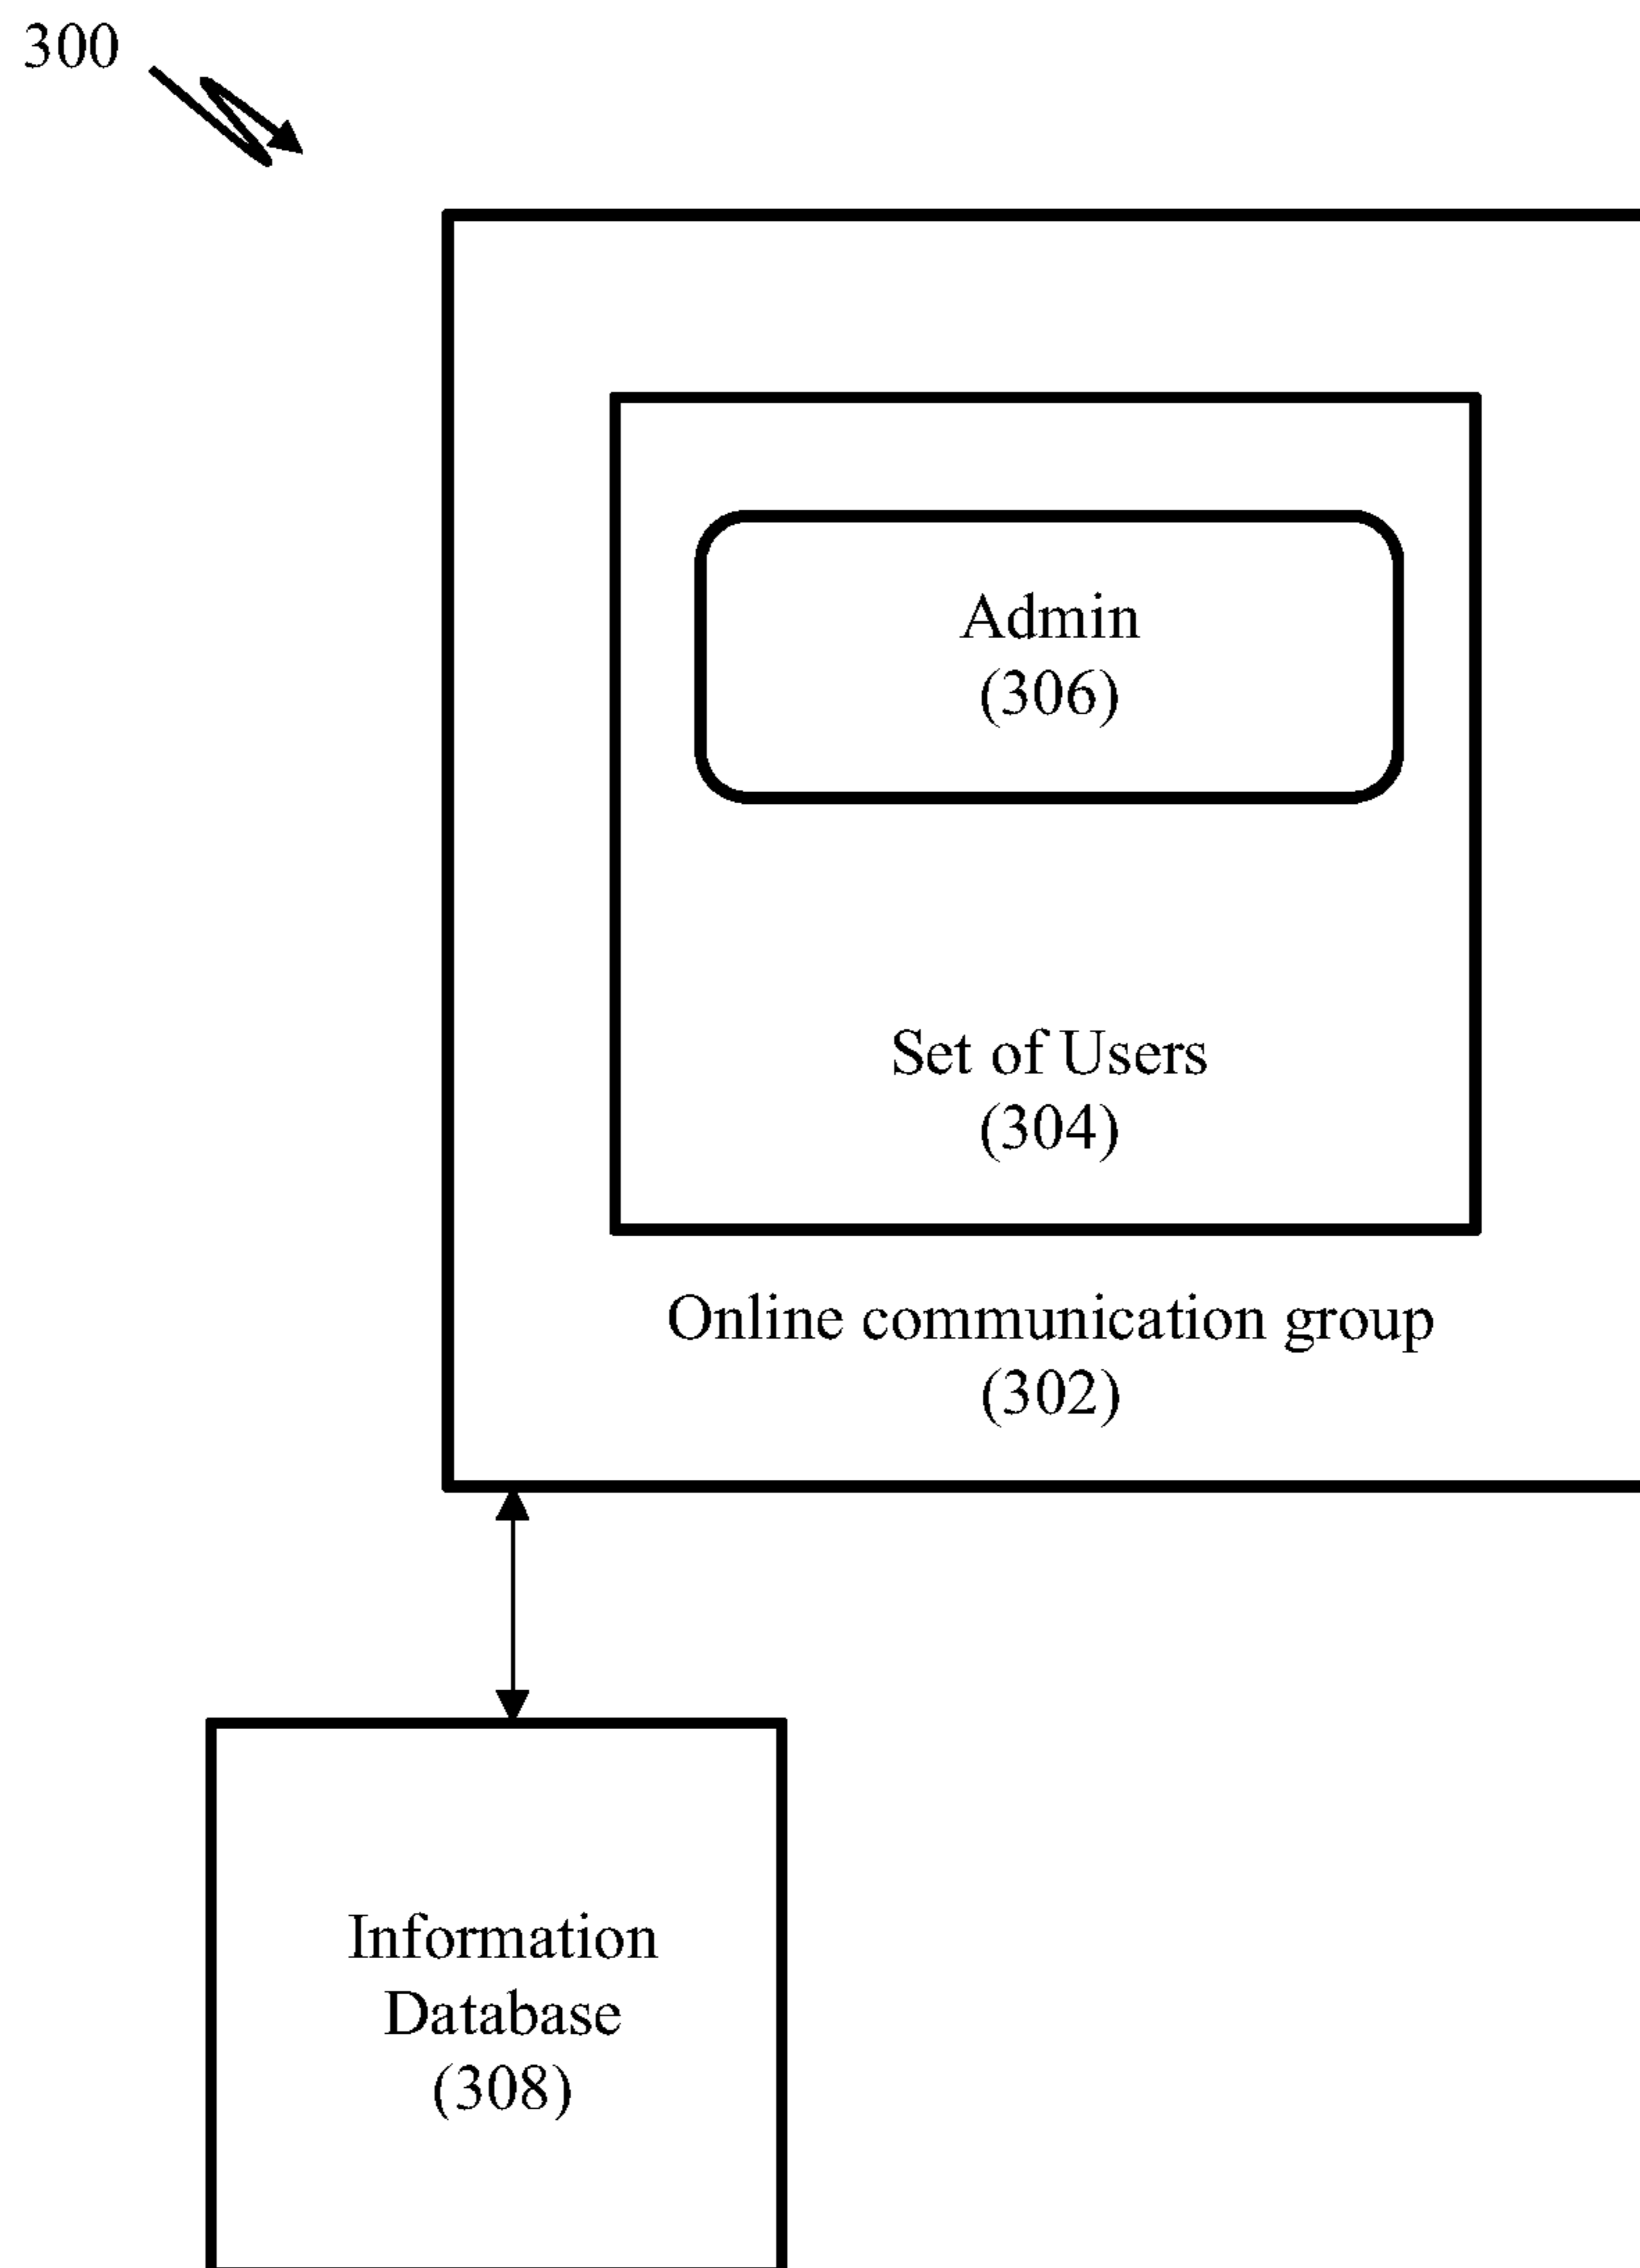 300
Admin
(306)
Set of Users
(304)
Online communication group
(302)
Information
Database
(308)